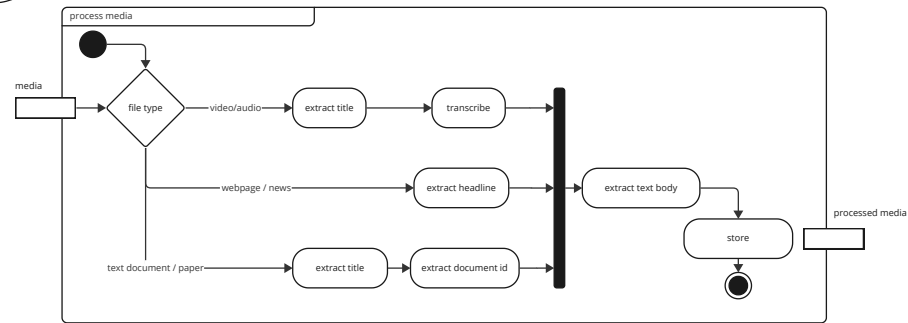 process media
media
file type
video/audio
extract title
transcribe
webpage / news
extract headline
extract text body
processed media
store
text document / paper
extract title
extract document id